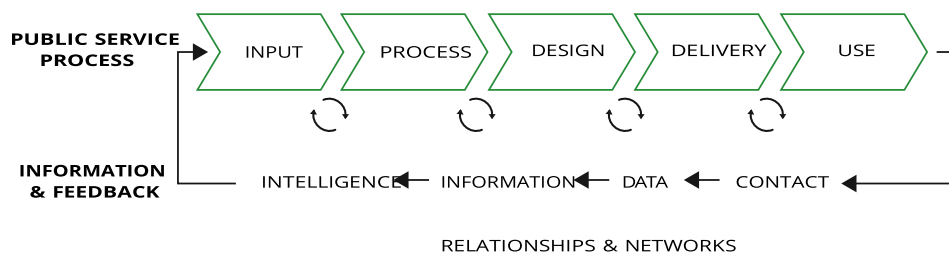 PUBLIC SERVICE
PROCESS
INPUT
PROCESS
DESIGN
DELIVERY
USE
INFORMATION
& FEEDBACK
INTELLIGENCE
INFORMATION
DATA
CONTACT
RELATIONSHIPS & NETWORKS